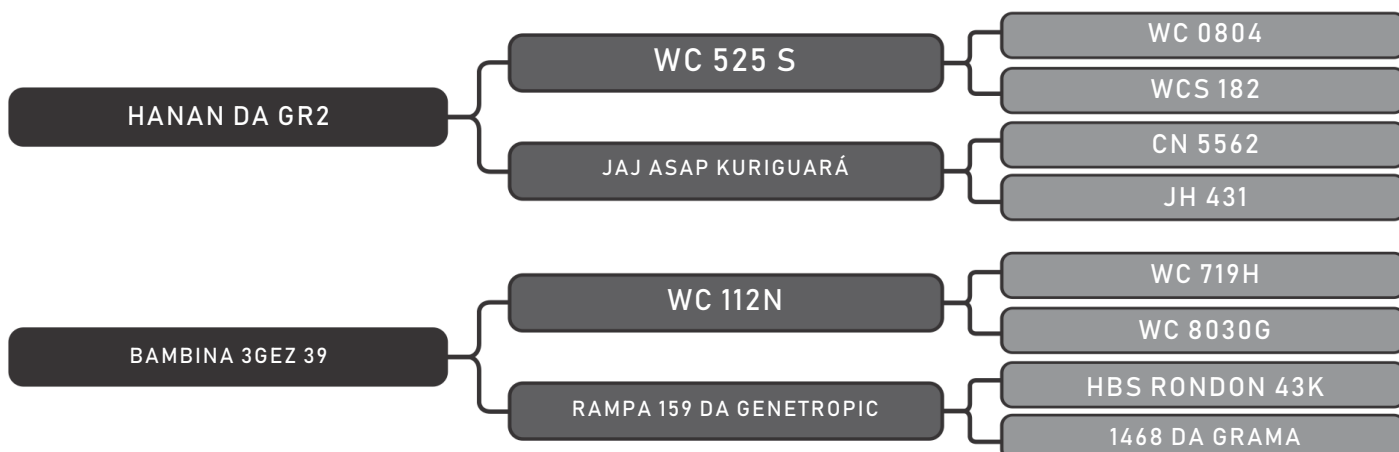 HANAN DA GR2
WC 525 S
JAJ ASAP KURIGUARÁ
WC 0804
WCS 182
CN 5562
JH 431
BAMBINA 3GEZ 39
WC 112N
RAMPA 159 DA GENETROPIC
WC 719H
WC 8030G
HBS RONDON 43K
1468 DA GRAMA